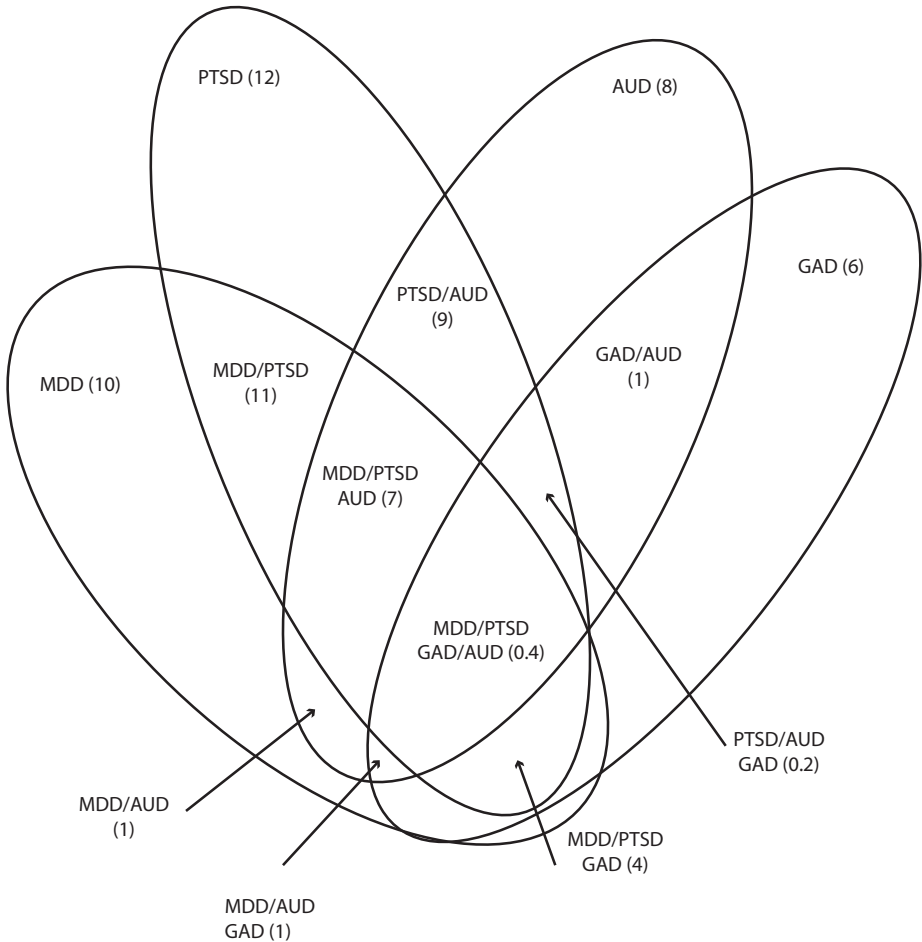 PTSD (12)
AUD (8)
GAD (6)
PTSD/AUD
(9)
GAD/AUD
(1)
MDD (10)
MDD/PTSD
(11)
MDD/PTSD
AUD (7)
MDD/PTSD
GAD/AUD (0.4)
PTSD/AUD
GAD (0.2)
MDD/AUD
(1)
MDD/PTSD
GAD (4)
MDD/AUD
GAD (1)